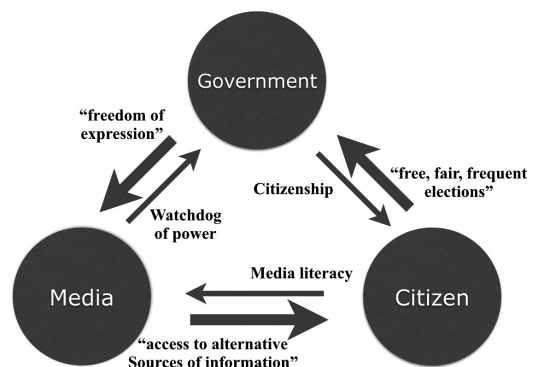 Government
“freedom of
expression”
“free, fair, frequent
elections”
Citizenship
Watchdog
of power
Media literacy
Media
Citizen
“access to alternative
Sources of information”